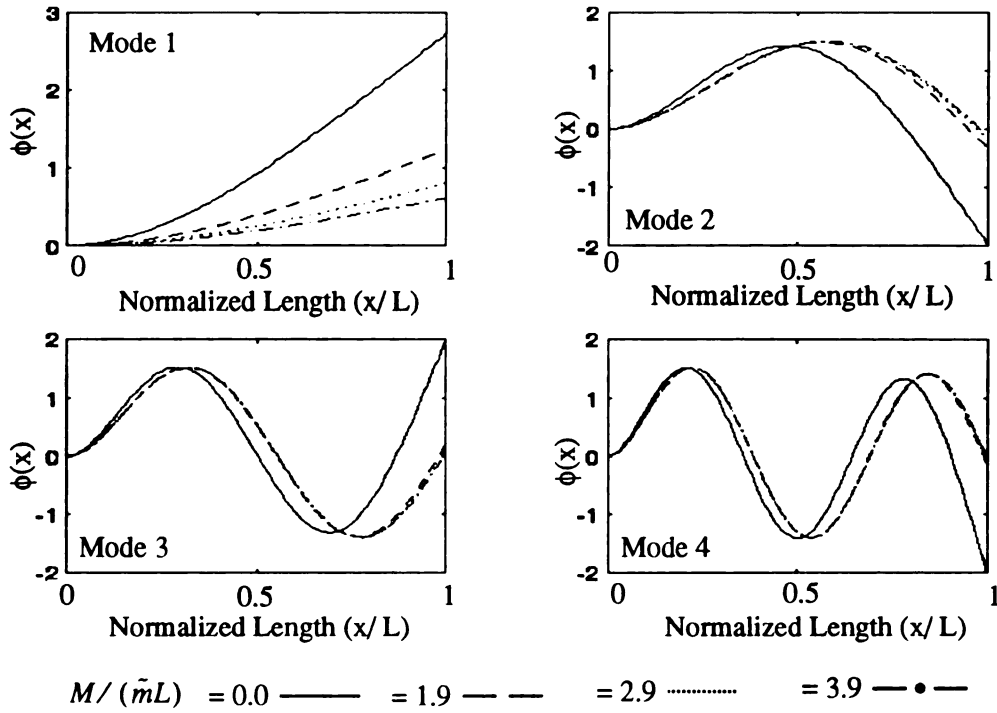 3
Mode 1
2
φ(x)
1
0
0 0.5 1
Normalized Length (x/ L)
2
1
φ(x)
0
-1
Mode 2
-2
0 0.5 1
Normalized Length (x/ L)
2
1
φ(x)
0
-1
Mode 3
-2
0 0.5 1
Normalized Length (x/ L)
2
1
φ(x)
0
-1
Mode 4
-2
0 0.5 1
Normalized Length (x/ L)
M/ (m̃L) = 0.0 = 1.9 = 2.9 = 3.9